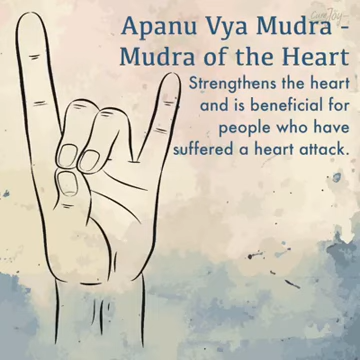 Apanu Vya Mudra -
Mudra of the Heart
Strengthens the heart
and is beneficial for
people who have
suffered a heart attack.